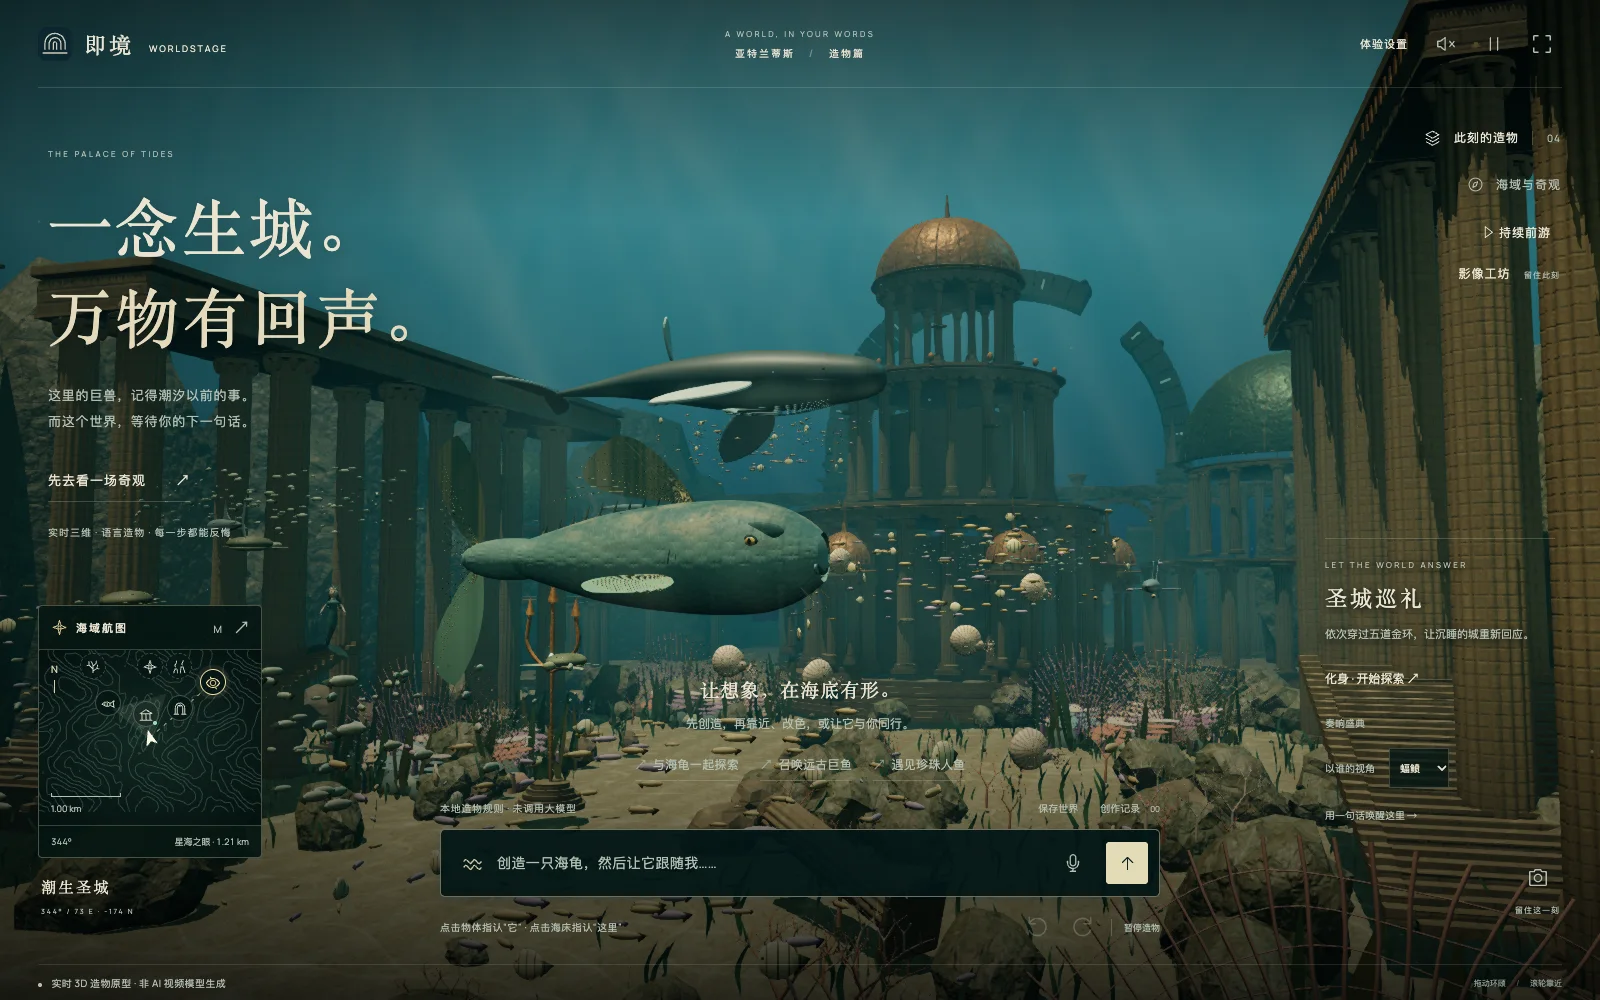 即境 WORLDSTAGE
A WORLD, IN YOUR WORDS
亚特兰蒂斯 / 造物篇
体验设置
此刻的造物 04
海域与奇观
持续前游
影像工坊 留住此刻
THE PALACE OF TIDES
一念生城。
万物有回声。
这里的巨兽，记得潮汐以前的事。
而这个世界，等待你的下一句话。
先去看一场奇观 ↗
实时三维 · 语言造物 · 每一步都能反悔
海域航图 M ↗
N
1.00 km
344° 星海之眼 · 1.21 km
潮生圣城
344° / 73 E · -174 N
让想象，在海底有形。
先创造，再靠近、改色，或让它与你同行。
↗ 与海龟一起探索 ↗ 召唤远古巨鱼 ↗ 遇见珍珠人鱼
本地造物规则 · 未调用大模型
保存世界 创作记录 00
创造一只海龟，然后让它跟随我……
点击物体指认“它” · 点击海床指认“这里”
暂停造物
LET THE WORLD ANSWER
圣城巡礼
依次穿过五道金环，让沉睡的城重新回应。
化身 · 开始探索 ↗
奏响盛典
以谁的视角 蝠鲼
用一句话唤醒这里 →
留住这一刻
实时 3D 造物原型 · 非 AI 视频模型生成
拖动环顾 / 滚轮靠近